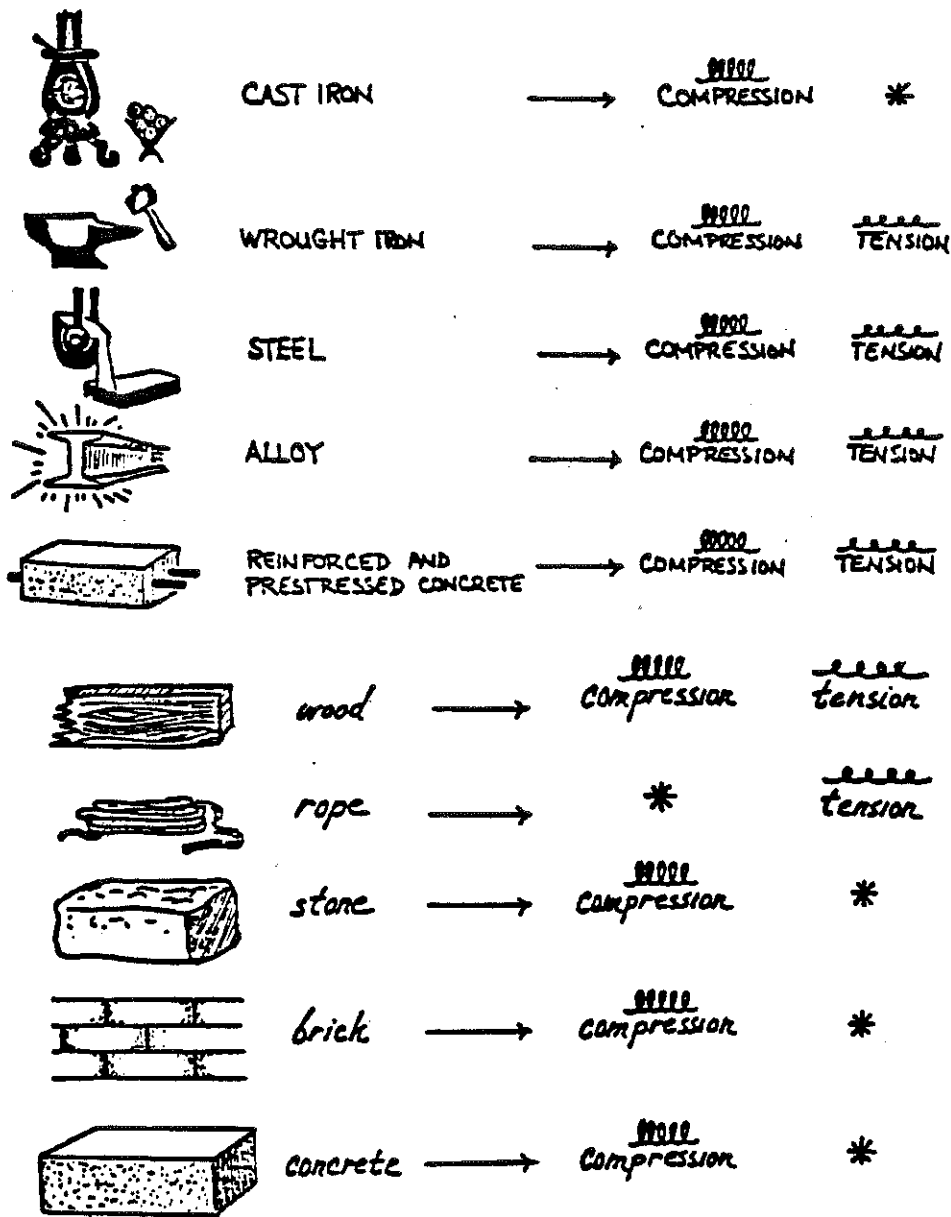 CAST IRON → COMPRESSION *
WROUGHT IRON → COMPRESSION TENSION
STEEL → COMPRESSION TENSION
ALLOY → COMPRESSION TENSION
REINFORCED AND
PRESTRESSED CONCRETE → COMPRESSION TENSION
wood → compression tension
rope → * tension
stone → compression *
brick → compression *
concrete → compression *